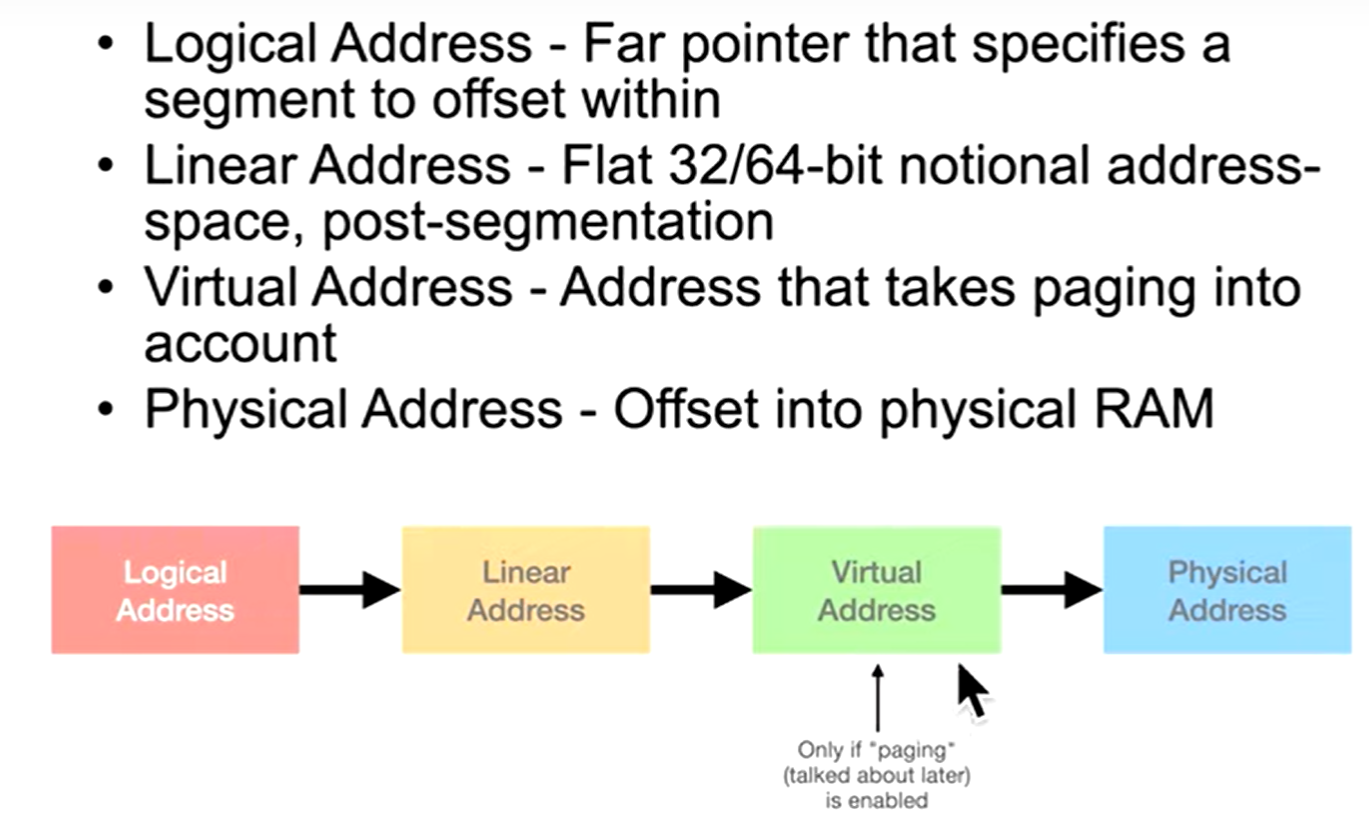 • Logical Address - Far pointer that specifies a
segment to offset within
• Linear Address - Flat 32/64-bit notional address-
space, post-segmentation
• Virtual Address - Address that takes paging into
account
• Physical Address - Offset into physical RAM
Logical
Address
Linear
Address
Virtual
Address
Physical
Address
Only if "paging"
(talked about later)
is enabled